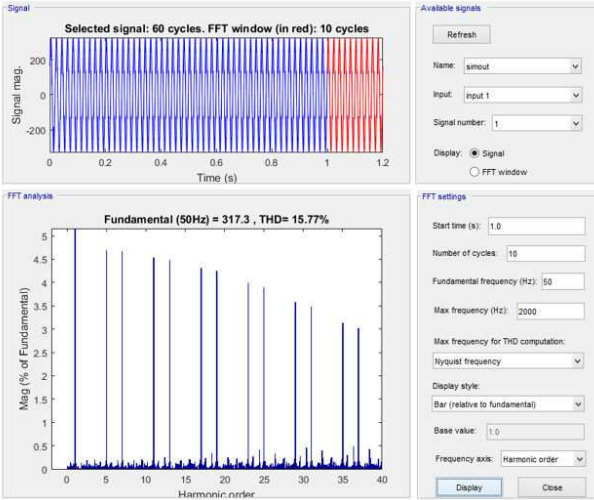 Signal
Selected signal: 60 cycles. FFT window (in red): 10 cycles
200
0
-200
Signal mag.
0 0.2 0.4 0.6 0.8 1 1.2
Time (s)
Available signals
Refresh
Name: simout
Input: input 1
Signal number: 1
Display: Signal
FFT window
FFT analysis
Fundamental (50Hz) = 317.3 , THD= 15.77%
5
4.5
4
3.5
3
2.5
2
1.5
1
0.5
0
Mag (% of Fundamental)
0 5 10 15 20 25 30 35 40
Harmonic order
FFT settings
Start time (s): 1.0
Number of cycles: 10
Fundamental frequency (Hz): 50
Max frequency (Hz): 2000
Max frequency for THD computation:
Nyquist frequency
Display style:
Bar (relative to fundamental)
Base value: 1.0
Frequency axis: Harmonic order
Display Close